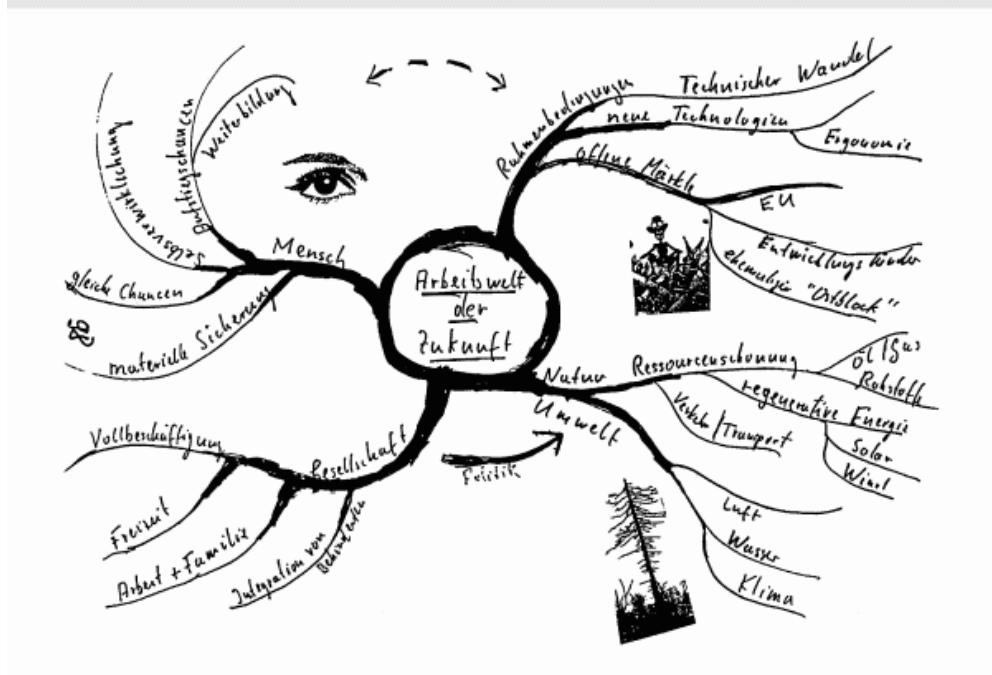 Arbeitswelt
der
Zukunft
Rahmenbedingungen
Technischer Wandel
neue Technologien
Ergonomie
offene Märkte
EU
Entwicklungsländer
ehemaliger "Ostblock"
Natur
Umwelt
Ressourcenschonung
Öl/Gas
Rohstoffe
regenerative Energie
Solar
Wind
Verkehr/Transport
Luft
Wasser
Klima
Gesellschaft
Vollbeschäftigung
Freizeit
Arbeit + Familie
Integration von
Behinderten
Mensch
Aufstiegschancen
Weiterbildung
Selbsverwirklichung
gleiche Chancen
materielle Sicherung